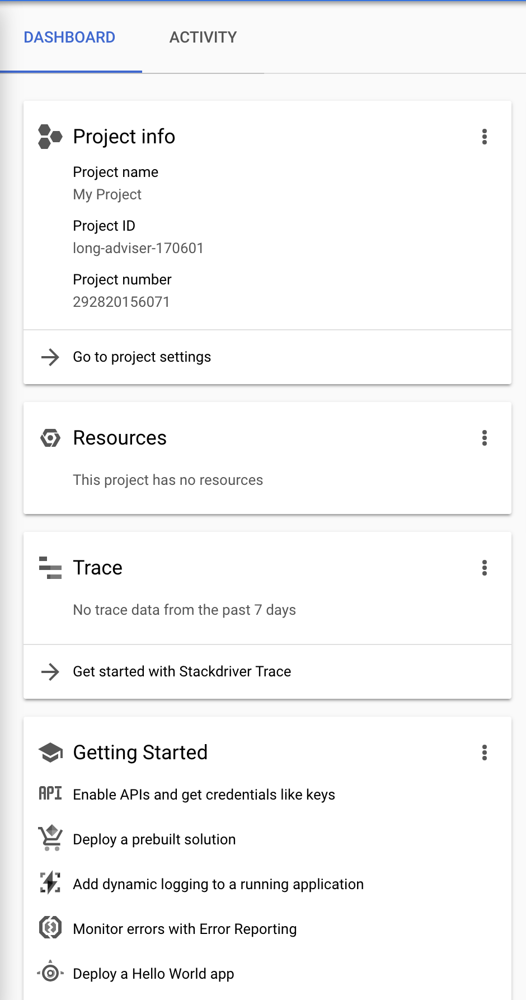 DASHBOARD ACTIVITY
Project info
Project name
My Project
Project ID
long-adviser-170601
Project number
292820156071
Go to project settings
Resources
This project has no resources
Trace
No trace data from the past 7 days
Get started with Stackdriver Trace
Getting Started
API Enable APIs and get credentials like keys
Deploy a prebuilt solution
Add dynamic logging to a running application
Monitor errors with Error Reporting
Deploy a Hello World app